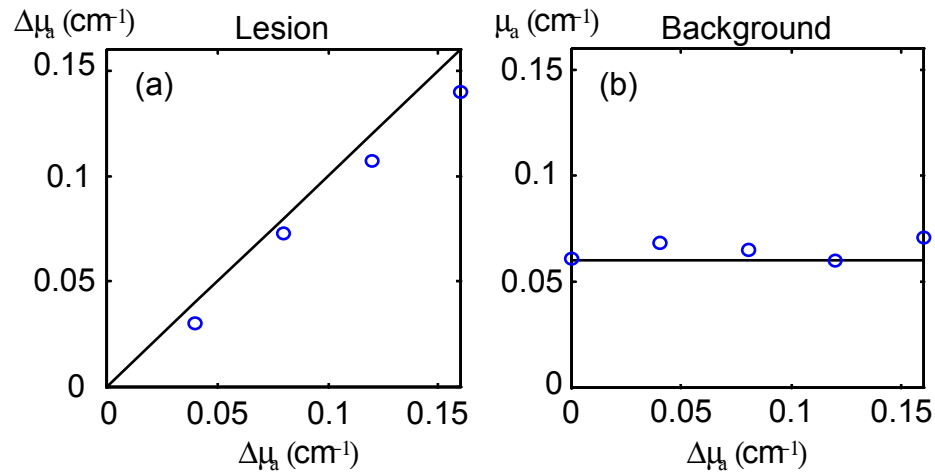 Δμa (cm-1)
Lesion
(a)
0.15
0.1
0.05
0
0 0.05 0.1 0.15
Δμa (cm-1)
μa (cm-1)
Background
(b)
0.15
0.1
0.05
0
0 0.05 0.1 0.15
Δμa (cm-1)